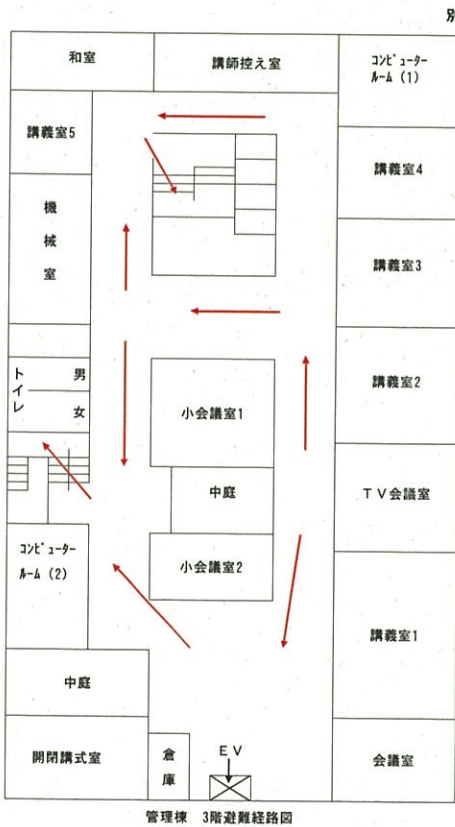 別
和室
講師控え室
コンピューター
ルーム (1)
講義室5
講義室4
機
械
室
講義室3
講義室2
ト
イ
レ
男
女
小会議室1
中庭
TV会議室
コンピューター
ルーム (2)
小会議室2
講義室1
中庭
開閉講式室
倉
庫
EV
会議室
管理棟 3階避難経路図